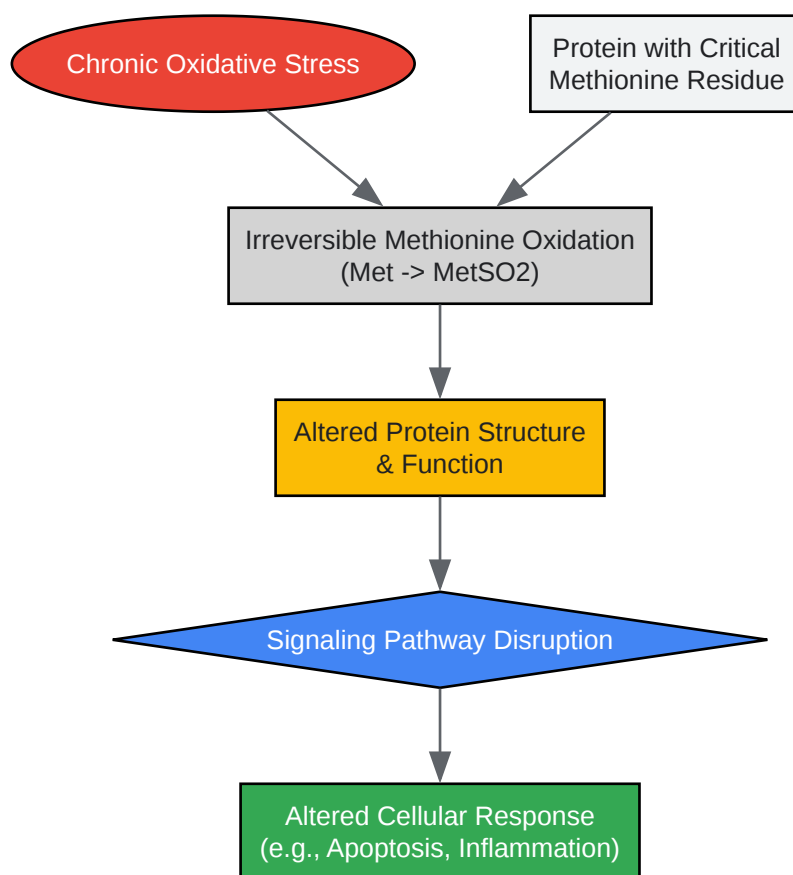 Chronic Oxidative Stress
Protein with Critical
Methionine Residue
Irreversible Methionine Oxidation
(Met -> MetSO2)
Altered Protein Structure
& Function
Signaling Pathway Disruption
Altered Cellular Response
(e.g., Apoptosis, Inflammation)